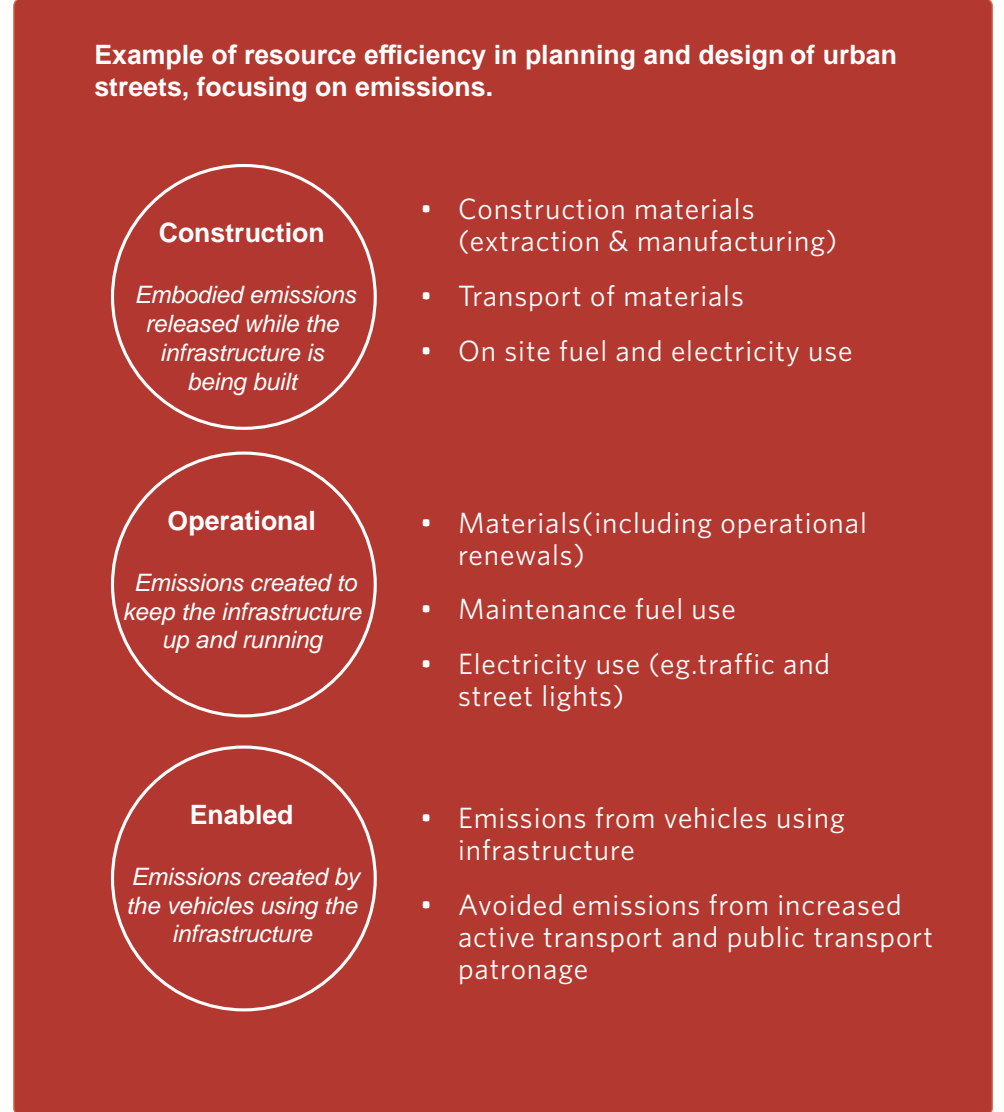 Example of resource efficiency in planning and design of urban
streets, focusing on emissions.
Construction
Embodied emissions
released while the
infrastructure is
being built
• Construction materials
(extraction & manufacturing)
• Transport of materials
• On site fuel and electricity use
Operational
Emissions created to
keep the infrastructure
up and running
• Materials(including operational
renewals)
• Maintenance fuel use
• Electricity use (eg.traffic and
street lights)
Enabled
Emissions created by
the vehicles using the
infrastructure
• Emissions from vehicles using
infrastructure
• Avoided emissions from increased
active transport and public transport
patronage